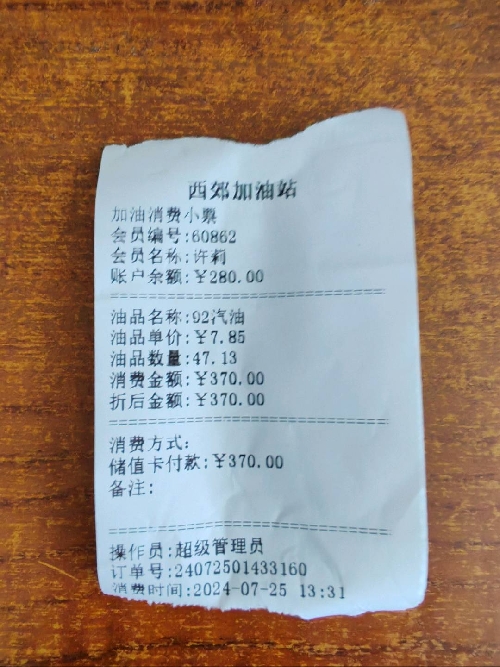 西郊加油站
加油消费小票
会员编号:60862
会员名称:许莉
账户余额:￥280.00
油品名称:92汽油
油品单价:￥7.85
油品数量:47.13
消费金额:￥370.00
折后金额:￥370.00
消费方式:
储值卡付款:￥370.00
备注:
操作员:超级管理员
订单号:24072501433160
消费时间:2024-07-25 13:31